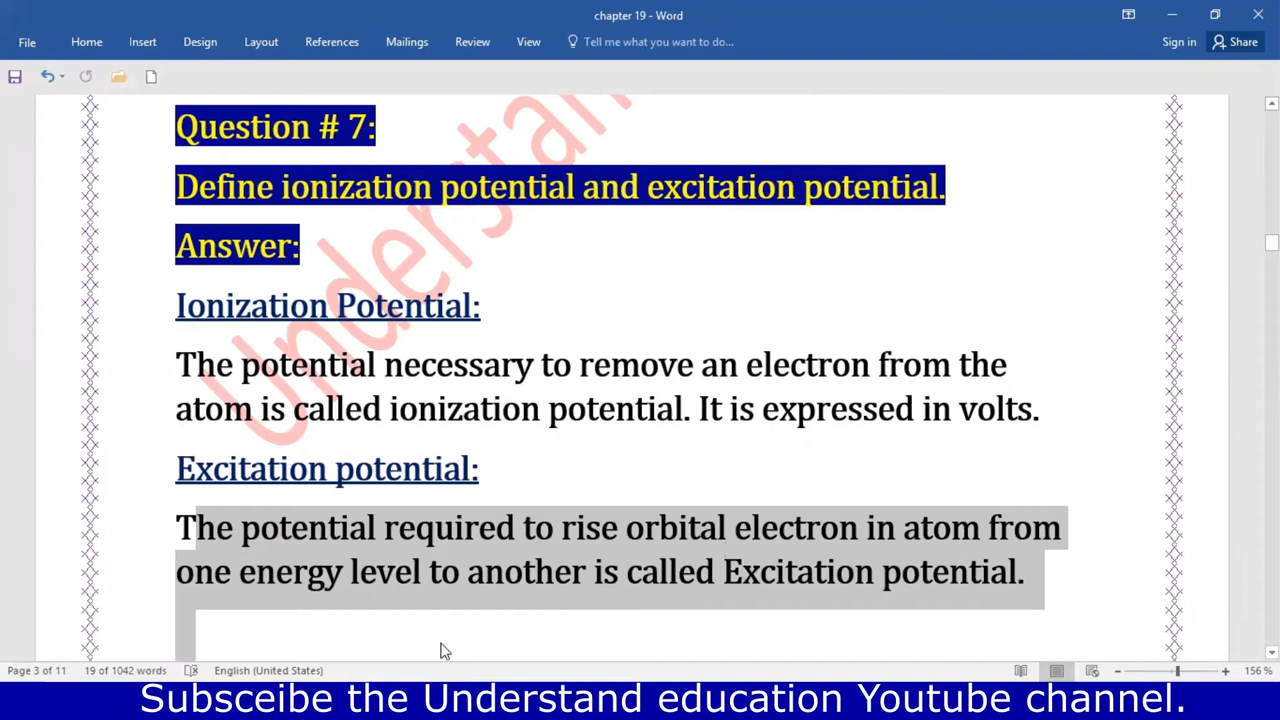 chapter 19 - Word
File Home Insert Design Layout References Mailings Review View Tell me what you want to do... Sign in Share
Question # 7:
Define ionization potential and excitation potential.
Answer:
Ionization Potential:
The potential necessary to remove an electron from the
atom is called ionization potential. It is expressed in volts.
Excitation potential:
The potential required to rise orbital electron in atom from
one energy level to another is called Excitation potential.
Understan
Page 3 of 11 19 of 1042 words English (United States) 156 %
Subsceibe the Understand education Youtube channel.